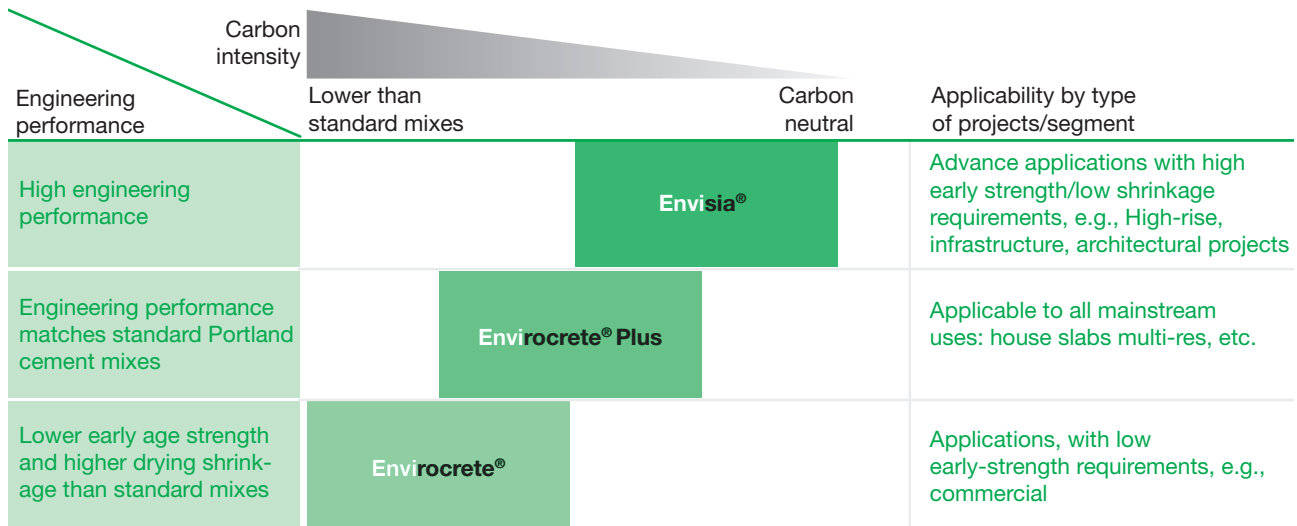 Carbon
intensity
Engineering
performance
Lower than
standard mixes
Carbon
neutral
Applicability by type
of projects/segment
High engineering
performance
Envisia®
Advance applications with high
early strength/low shrinkage
requirements, e.g., High-rise,
infrastructure, architectural projects
Engineering performance
matches standard Portland
cement mixes
Envirocrete® Plus
Applicable to all mainstream
uses: house slabs multi-res, etc.
Lower early age strength
and higher drying shrink-
age than standard mixes
Envirocrete®
Applications, with low
early-strength requirements, e.g.,
commercial